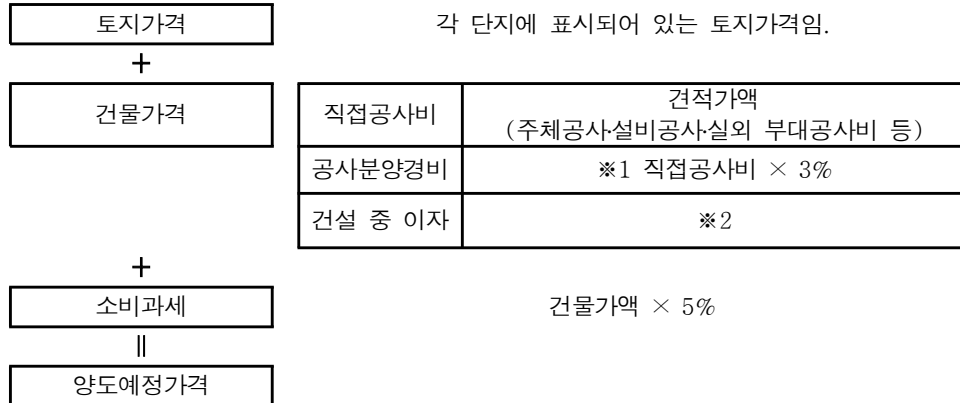 토지가격 각 단지에 표시되어 있는 토지가격임.
+
건물가격
직접공사비 견적가액
(주체공사·설비공사·실외 부대공사비 등)
공사분양경비 ※1 직접공사비 × 3%
건설 중 이자 ※2
+
소비과세 건물가액 × 5%
∥
양도예정가격